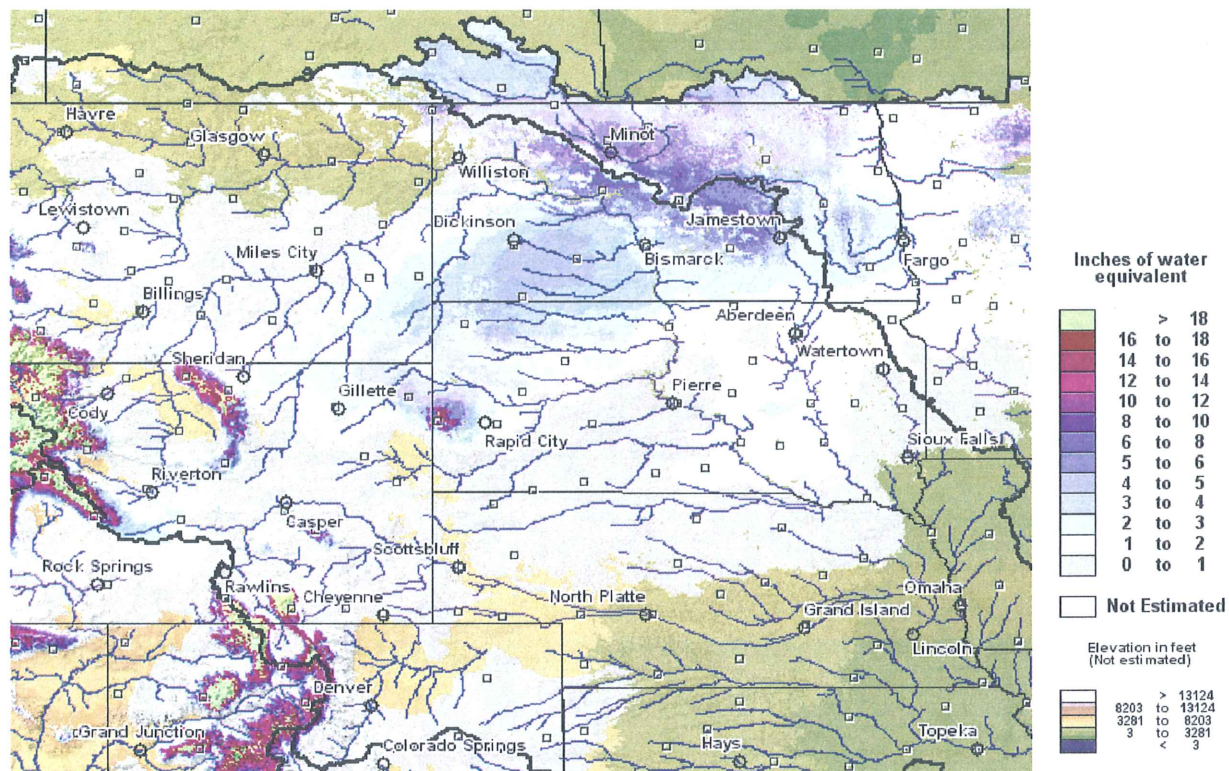 Havre
Glasgow
Minot
Williston
Lewistown
Dickinson
Jamestown
Miles City
Bismarck
Fargo
Billings
Aberdeen
Sheridan
Watertown
Gillette
Pierre
Cody
Rapid City
Sioux Falls
Riverton
Casper
Scottsbluff
Rock Springs
Rawlins
Cheyenne
North Platte
Omaha
Grand Island
Lincoln
Denver
Grand Junction
Colorado Springs
Hays
Topeka
Inches of water
equivalent
> 18
16 to 18
14 to 16
12 to 14
10 to 12
8 to 10
6 to 8
5 to 6
4 to 5
3 to 4
2 to 3
1 to 2
0 to 1
Not Estimated
Elevation in feet
(Not estimated)
> 13124
8203 to 13124
3281 to 8203
3 to 3281
< 3